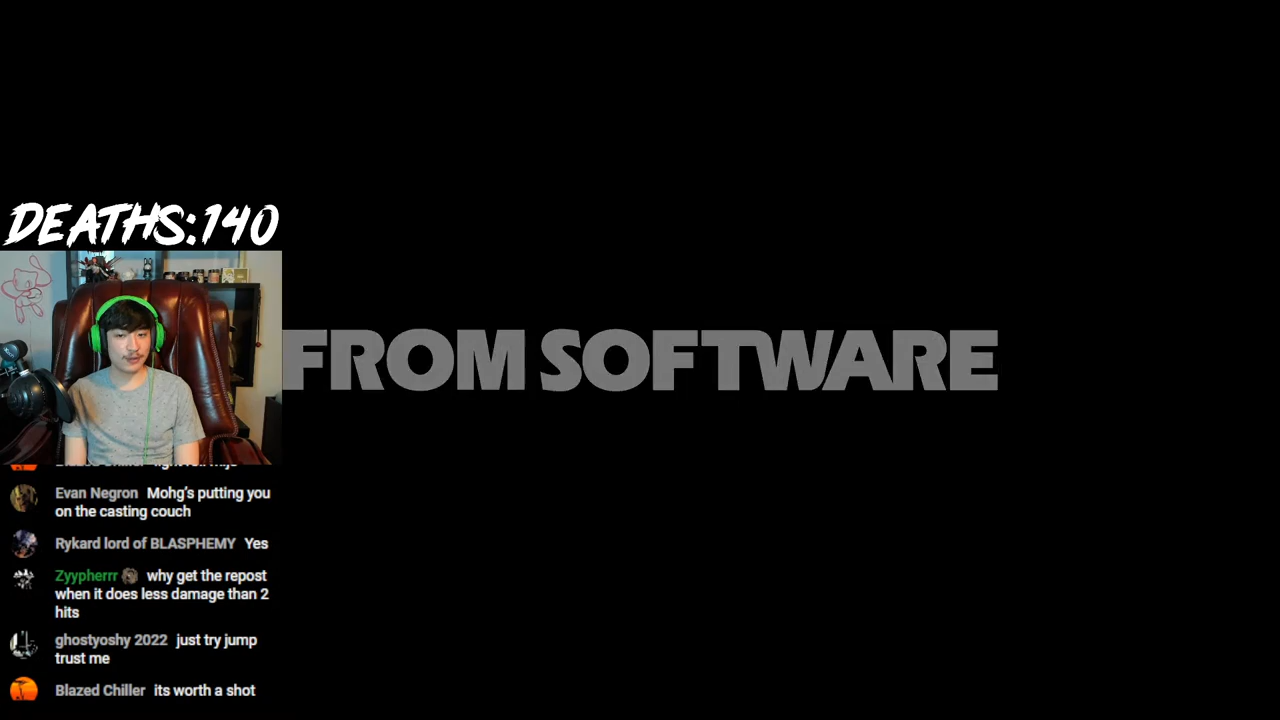 DEATHS:140
FROM SOFTWARE
Evan Negron Mohg's putting you
on the casting couch
Rykard lord of BLASPHEMY Yes
Zyypherrr why get the repost
when it does less damage than 2
hits
ghostyoshy 2022 just try jump
trust me
Blazed Chiller its worth a shot